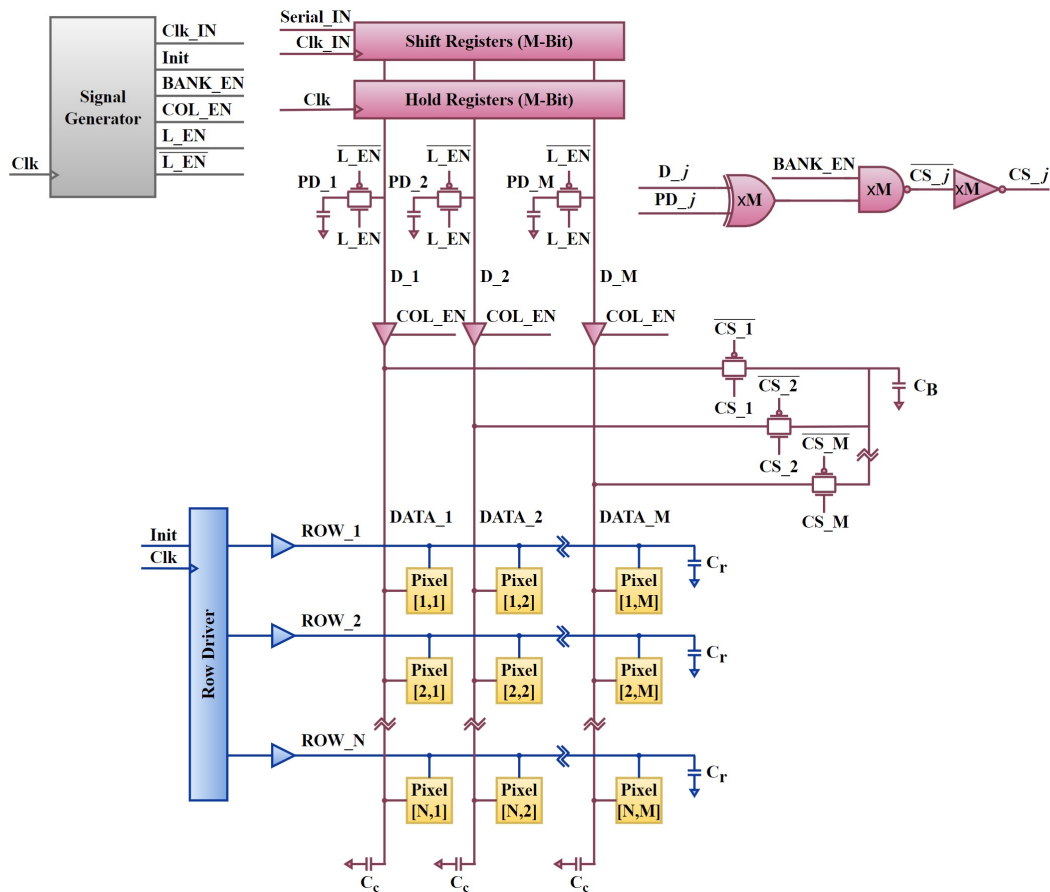 Clk_IN
Init
BANK_EN
COL_EN
L_EN
L_EN
Signal
Generator
Clk
Serial_IN
Clk_IN
Shift Registers (M-Bit)
Clk
Hold Registers (M-Bit)
L_EN
L_EN
L_EN
PD_1
PD_2
PD_M
L_EN
L_EN
L_EN
D_j
PD_j
xM
BANK_EN
xM
CS_j
xM
CS_j
D_1
D_2
D_M
COL_EN
COL_EN
COL_EN
CS_1
CS_1
CS_2
CS_2
CS_M
CS_M
CB
DATA_1
DATA_2
DATA_M
Init
Clk
Row Driver
ROW_1
Pixel
[1,1]
Pixel
[1,2]
Pixel
[1,M]
Cr
ROW_2
Pixel
[2,1]
Pixel
[2,2]
Pixel
[2,M]
Cr
ROW_N
Pixel
[N,1]
Pixel
[N,2]
Pixel
[N,M]
Cr
Cc
Cc
Cc